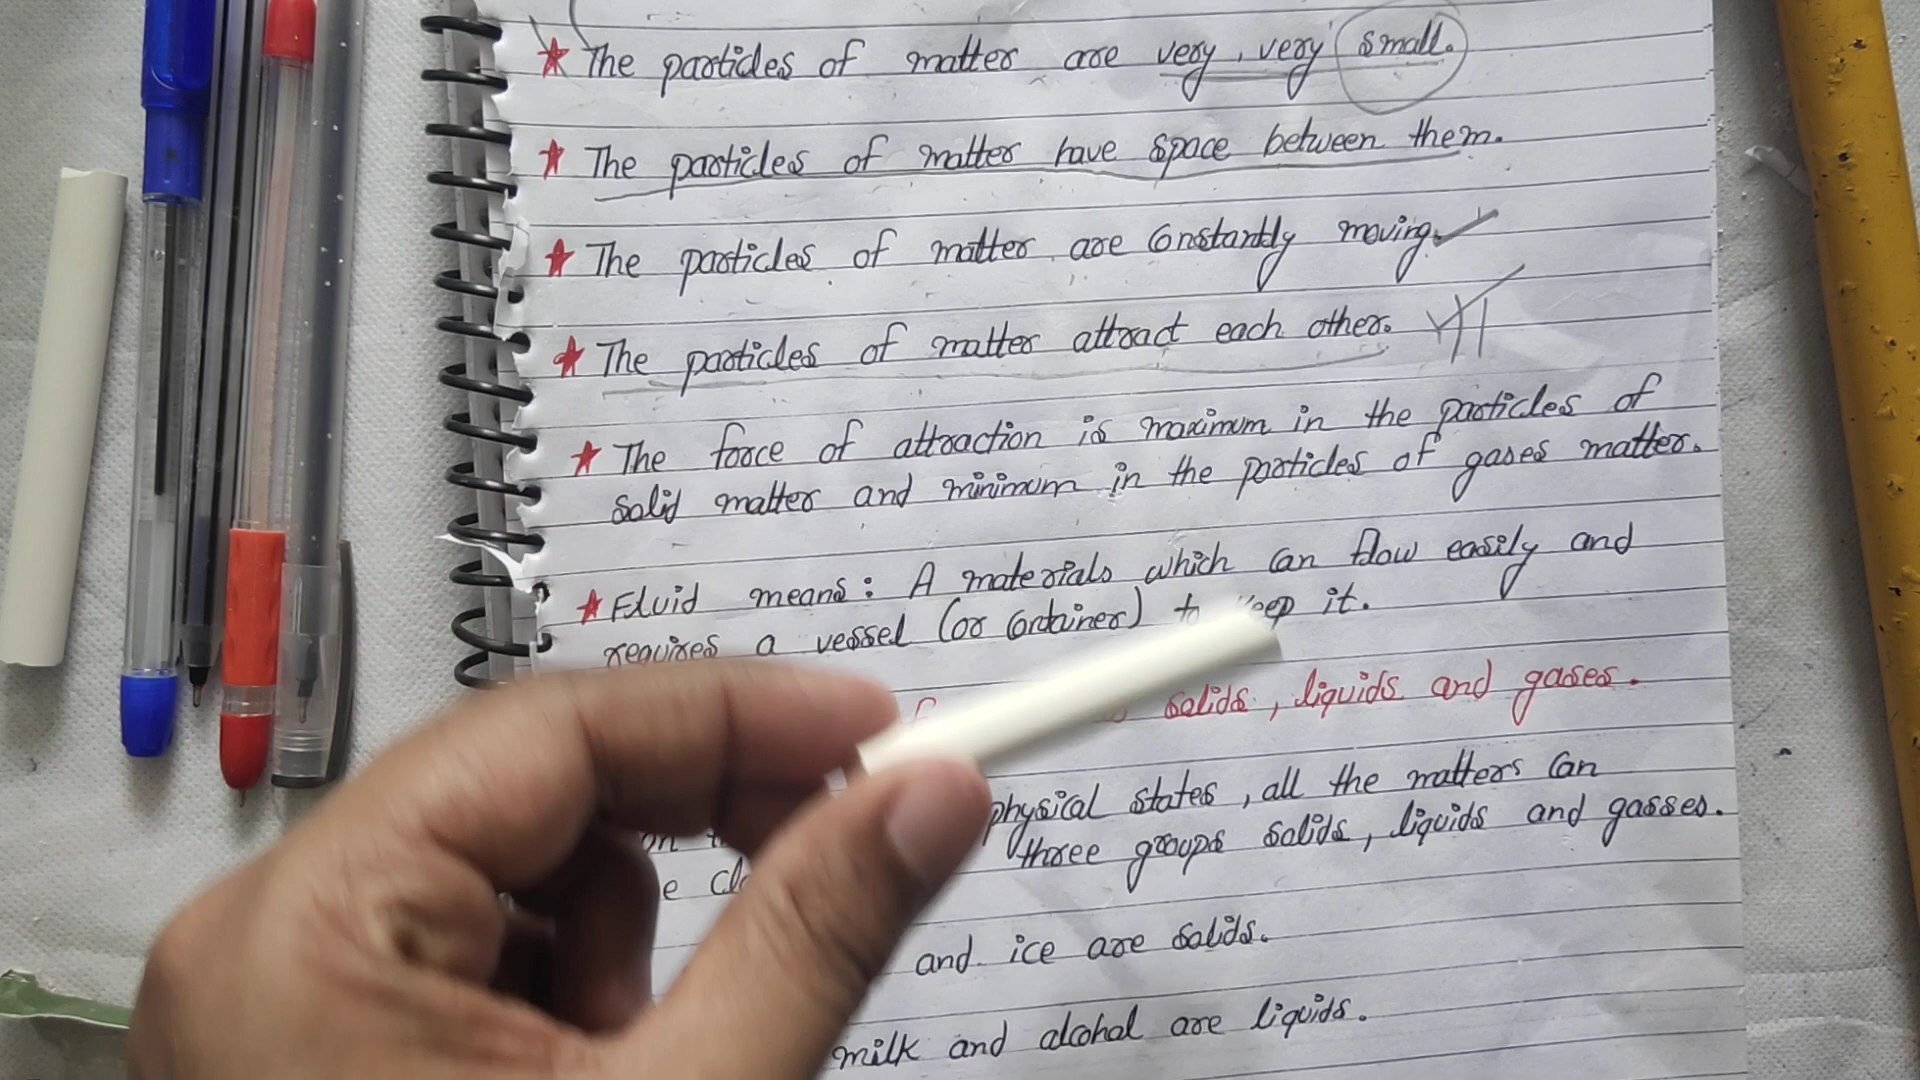 The particles of matter are very, very small.
The particles of matter have space between them.
The particles of matter are Constantly moving.
The particles of matter attract each other.
The force of attraction is maximum in the particles of
solid matter and minimum in the particles of gases matter.
Fluid means: A materials which Can flow easily and
requires a vessel (or Container) to keep it.
solids, liquids and gases.
physical states, all the matters Can
three groups solids, liquids and gasses.
and ice are solids.
milk and alcohal are liquids.